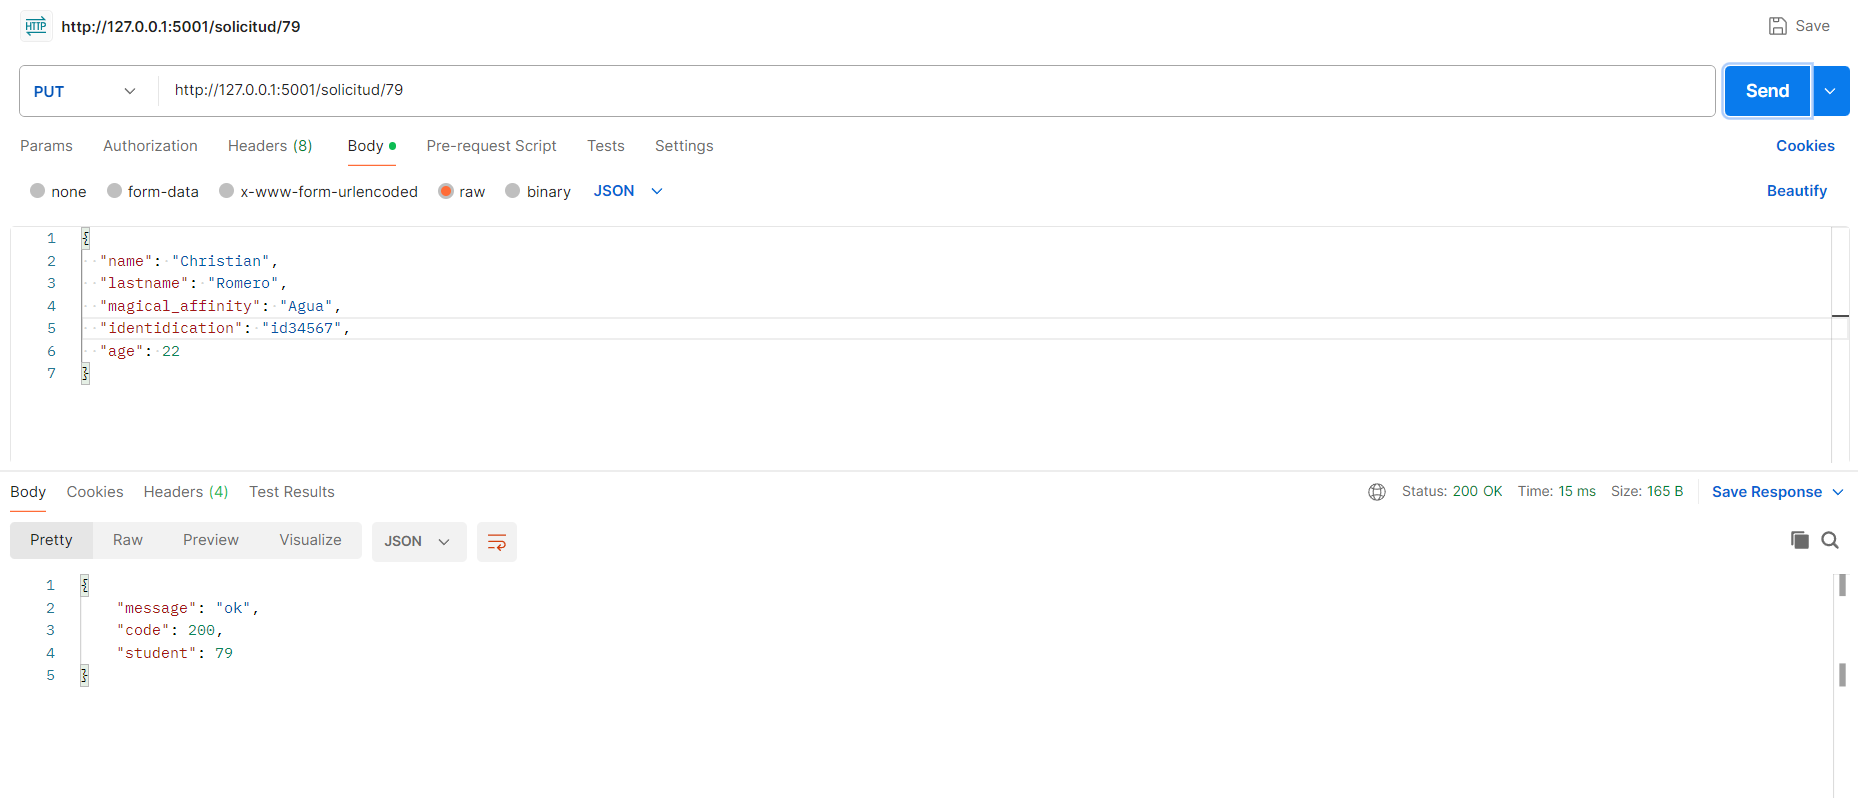 HTTP http://127.0.0.1:5001/solicitud/79 Save
PUT http://127.0.0.1:5001/solicitud/79 Send
Params Authorization Headers (8) Body Pre-request Script Tests Settings Cookies
none form-data x-www-form-urlencoded raw binary JSON Beautify
1 {
2 "name": "Christian",
3 "lastname": "Romero",
4 "magical_affinity": "Agua",
5 "identidication": "id34567",
6 "age": 22
7 }
Body Cookies Headers (4) Test Results Status: 200 OK Time: 15 ms Size: 165 B Save Response
Pretty Raw Preview Visualize JSON
1 {
2 "message": "ok",
3 "code": 200,
4 "student": 79
5 }